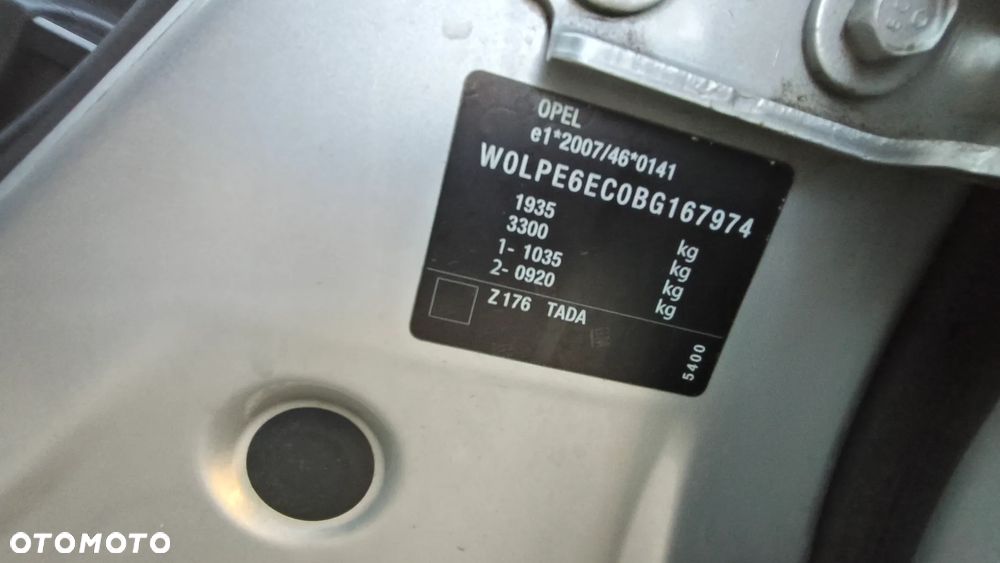 OPEL
e1*2007/46*0141
W0LPE6EC0BG167974
1935 kg
3300 kg
1- 1035 kg
2- 0920 kg
Z176 TADA
5400
OTOMOTO